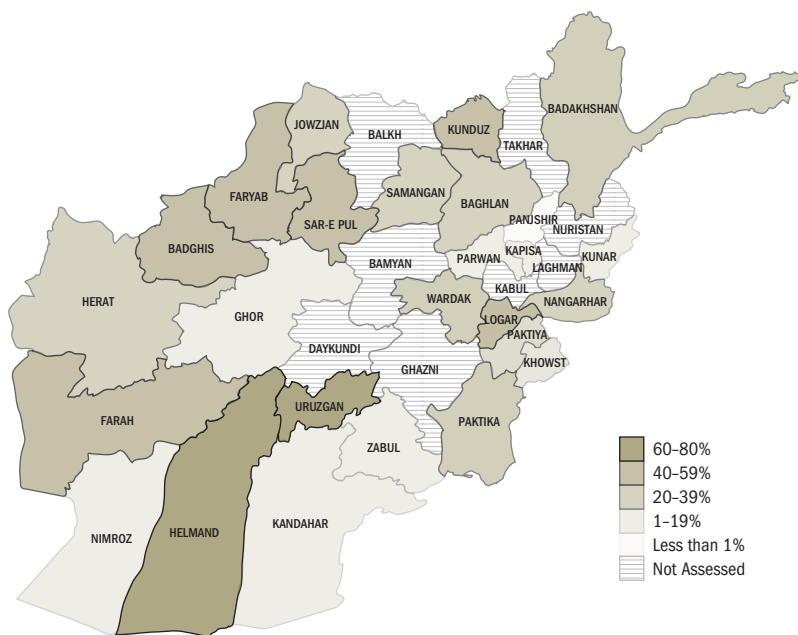 BADAKHSHAN
JOWZJAN
BALKH
KUNDUZ
TAKHAR
FARYAB
SAMANGAN
BAGHLAN
SAR-E PUL
PANJSHIR
NURISTAN
BADGHIS
KAPISA
BAMYAN
PARWAN
KUNAR
LAGHMAN
KABUL
HERAT
WARDAK
NANGARHAR
GHOR
LOGAR
PAKTIYA
DAYKUNDI
GHAZNI
KHOWST
URUZGAN
FARAH
PAKTIKA
ZABUL
KANDAHAR
HELMAND
NIMROZ
60–80%
40–59%
20–39%
1–19%
Less than 1%
Not Assessed